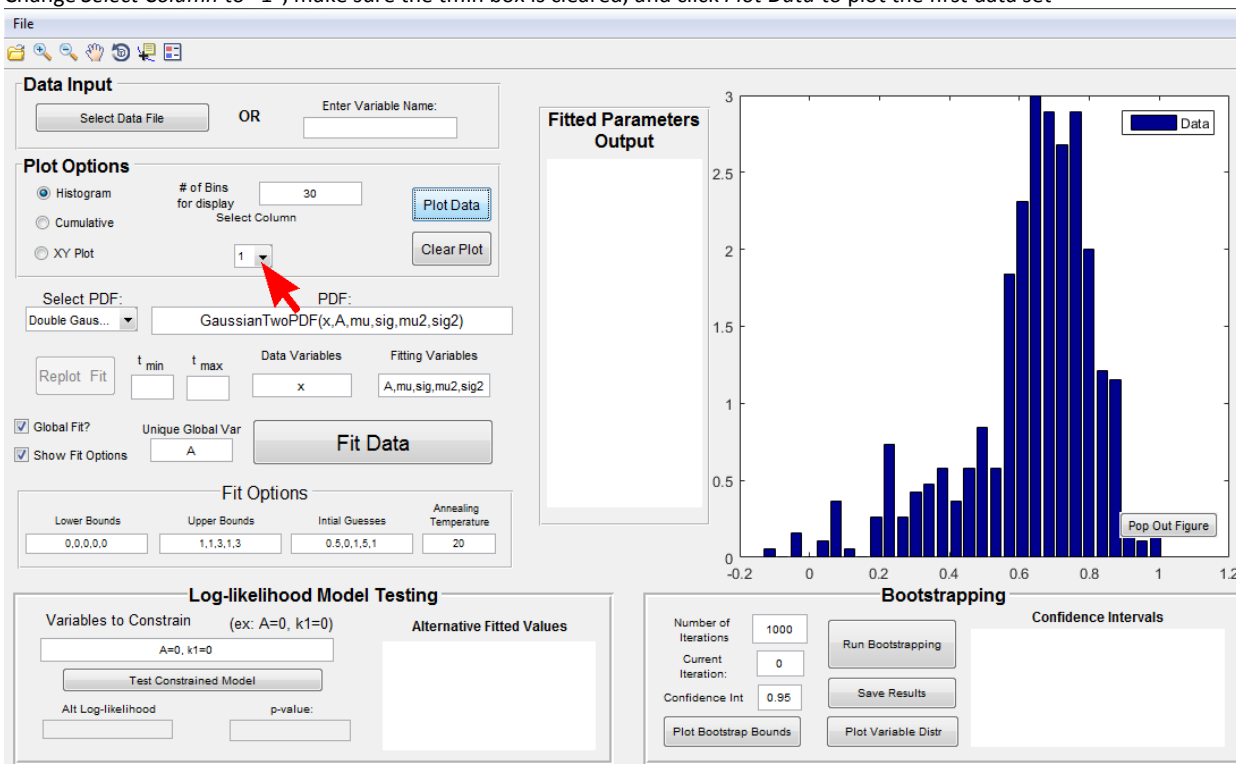 Change Select Column to "1", make sure the tmin box is cleared, and click Plot Data to plot the first data set
File
Data Input
Select Data File
OR
Enter Variable Name:
Plot Options
Histogram
Cumulative
XY Plot
# of Bins
for display
30
Select Column
1
Plot Data
Clear Plot
Select PDF:
Double Gaus...
PDF:
GaussianTwoPDF(x,A,mu,sig,mu2,sig2)
Replot Fit
t min
t max
Data Variables
x
Fitting Variables
A,mu,sig,mu2,sig2
Global Fit?
Show Fit Options
Unique Global Var
A
Fit Data
Fit Options
Lower Bounds
Upper Bounds
Intial Guesses
Annealing
Temperature
0,0,0,0,0
1,1,3,1,3
0.5,0,1,5,1
20
Fitted Parameters
Output
3
2.5
2
1.5
1
0.5
0
-0.2
0
0.2
0.4
0.6
0.8
1
1.2
Data
Pop Out Figure
Log-likelihood Model Testing
Variables to Constrain
(ex: A=0, k1=0)
A=0, k1=0
Test Constrained Model
Alt Log-likelihood
p-value:
Alternative Fitted Values
Bootstrapping
Number of
Iterations
1000
Current
Iteration:
0
Confidence Int
0.95
Plot Bootstrap Bounds
Run Bootstrapping
Save Results
Plot Variable Distr
Confidence Intervals